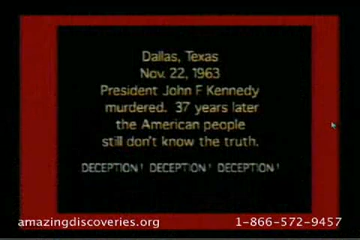 Dallas, Texas
Nov. 22, 1963
President John F Kennedy
murdered. 37 years later
the American people
still don't know the truth.
DECEPTION! DECEPTION! DECEPTION!
amazingdiscoveries.org 1-866-572-9457